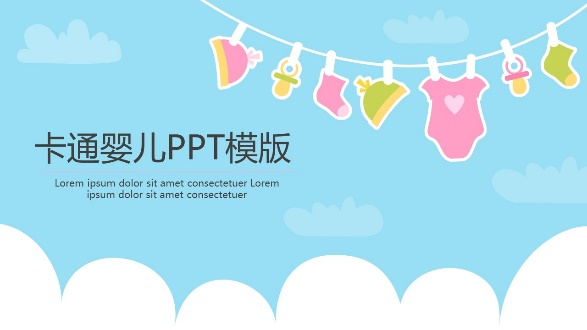 卡通婴儿PPT模版
Lorem ipsum dolor sit amet consectetuer Lorem
ipsum dolor sit amet consectetuer